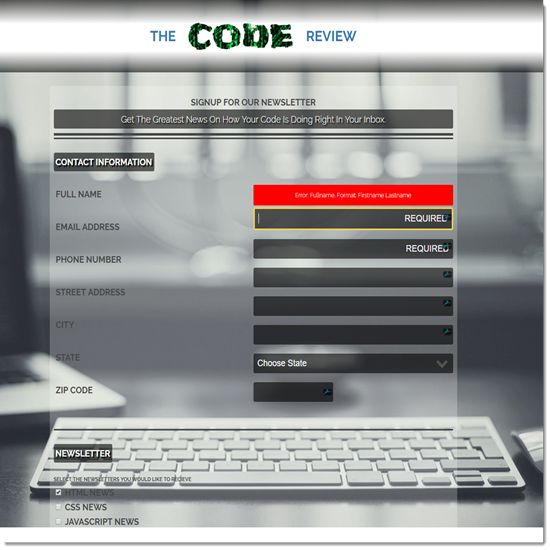 THE CODE REVIEW
SIGNUP FOR OUR NEWSLETTER
Get The Greatest News On How Your Code Is Doing Right In Your Inbox.
CONTACT INFORMATION
FULL NAME
Error: Fullname. Format: Firstname Lastname
REQUIRED
EMAIL ADDRESS
REQUIRED
PHONE NUMBER
STREET ADDRESS
CITY
STATE
Choose State
ZIP CODE
NEWSLETTER
SELECT THE NEWSLETTERS YOU WOULD LIKE TO RECIEVE
HTML NEWS
CSS NEWS
JAVASCRIPT NEWS